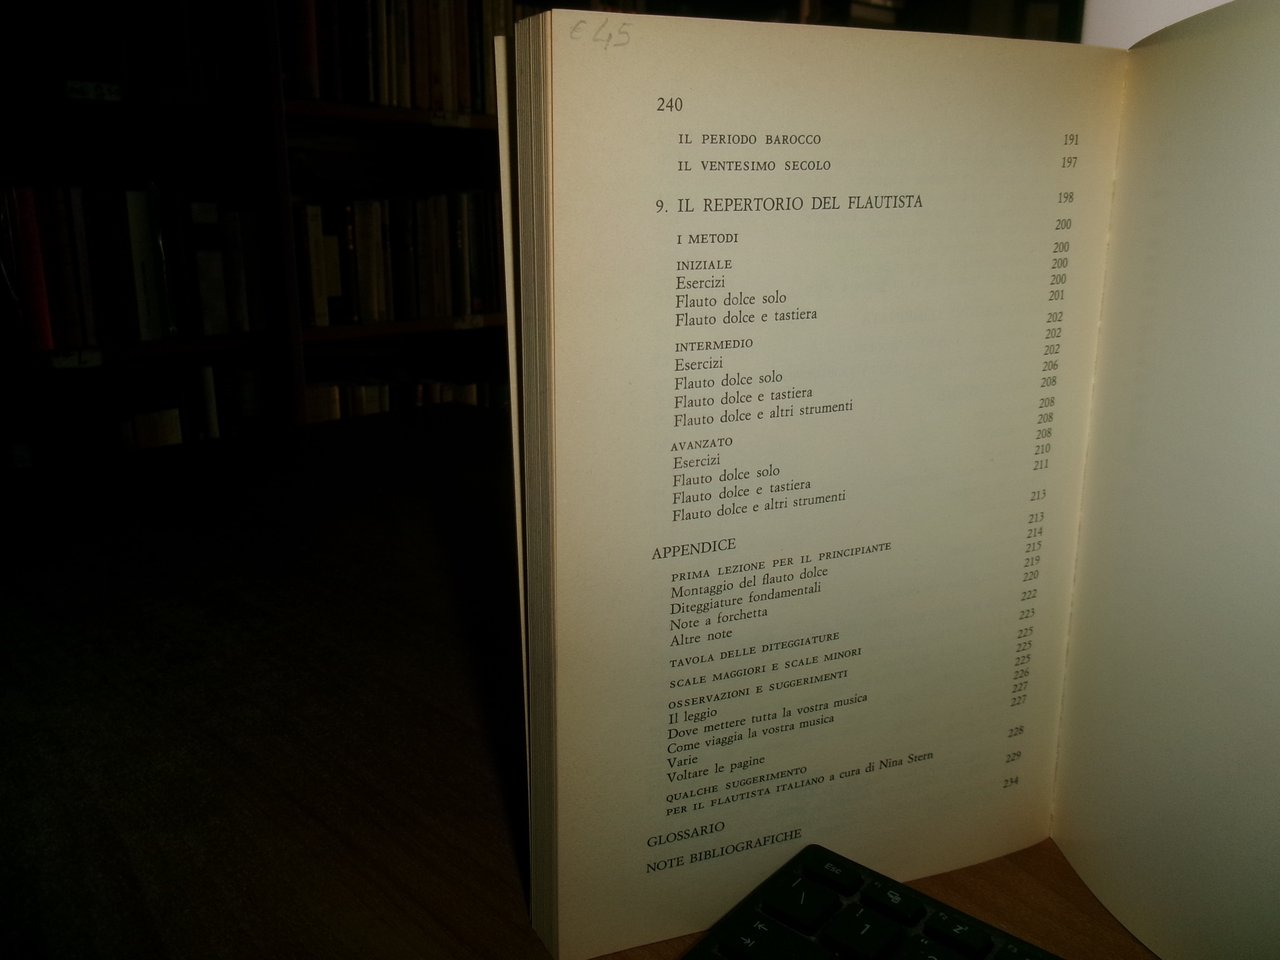 €45
240
IL PERIODO BAROCCO 191
IL VENTESIMO SECOLO 197
9. IL REPERTORIO DEL FLAUTISTA 198
I METODI 200
INIZIALE 200
Esercizi 200
Flauto dolce solo 200
Flauto dolce e tastiera 201
INTERMEDIO 202
Esercizi 202
Flauto dolce solo 202
Flauto dolce e tastiera 206
Flauto dolce e altri strumenti 208
AVANZATO 208
Esercizi 208
Flauto dolce solo 208
Flauto dolce e tastiera 210
Flauto dolce e altri strumenti 211
APPENDICE 213
PRIMA LEZIONE PER IL PRINCIPIANTE 213
Montaggio del flauto dolce 214
Diteggiature fondamentali 215
Note a forchetta 219
Altre note 220
TAVOLA DELLE DITEGGIATURE 222
SCALE MAGGIORI E SCALE MINORI 223
OSSERVAZIONI E SUGGERIMENTI 225
Il leggio 225
Dove mettere tutta la vostra musica 225
Come viaggia la vostra musica 226
Varie 227
Voltare le pagine 227
QUALCHE SUGGERIMENTO
PER IL FLAUTISTA ITALIANO a cura di Nina Stern 228
GLOSSARIO 229
NOTE BIBLIOGRAFICHE 234
Esc
| \
! 1
F2 Z